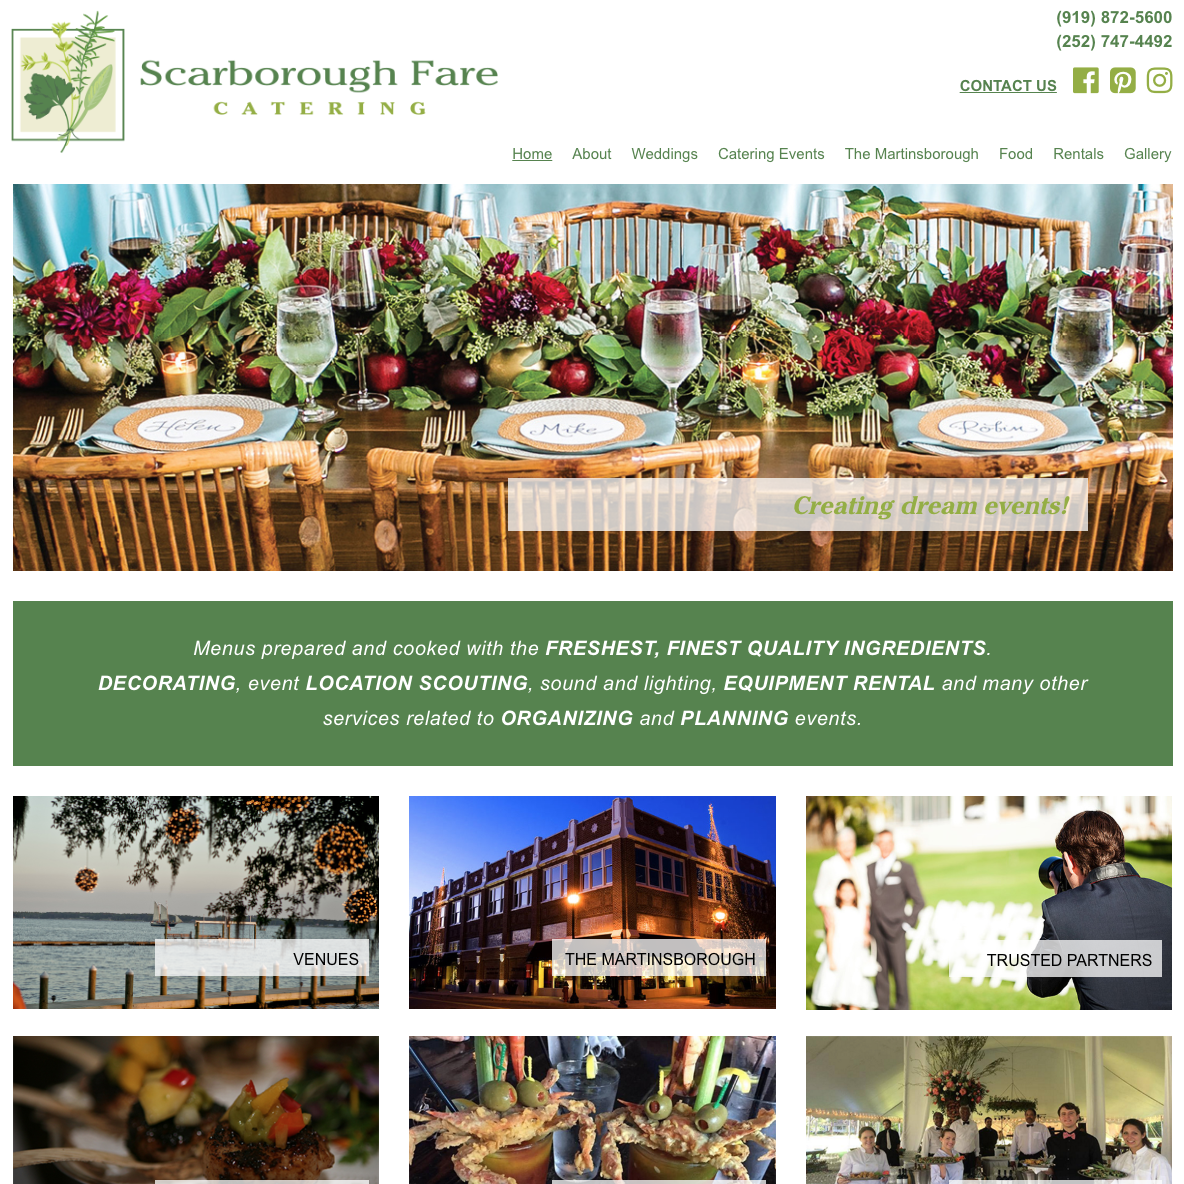 (919) 872-5600
(252) 747-4492
Scarborough Fare
CATERING
CONTACT US
Home About Weddings Catering Events The Martinsborough Food Rentals Gallery
Helen
Mike
Robin
Creating dream events!
Menus prepared and cooked with the FRESHEST, FINEST QUALITY INGREDIENTS.
DECORATING, event LOCATION SCOUTING, sound and lighting, EQUIPMENT RENTAL and many other
services related to ORGANIZING and PLANNING events.
VENUES
THE MARTINSBOROUGH
TRUSTED PARTNERS